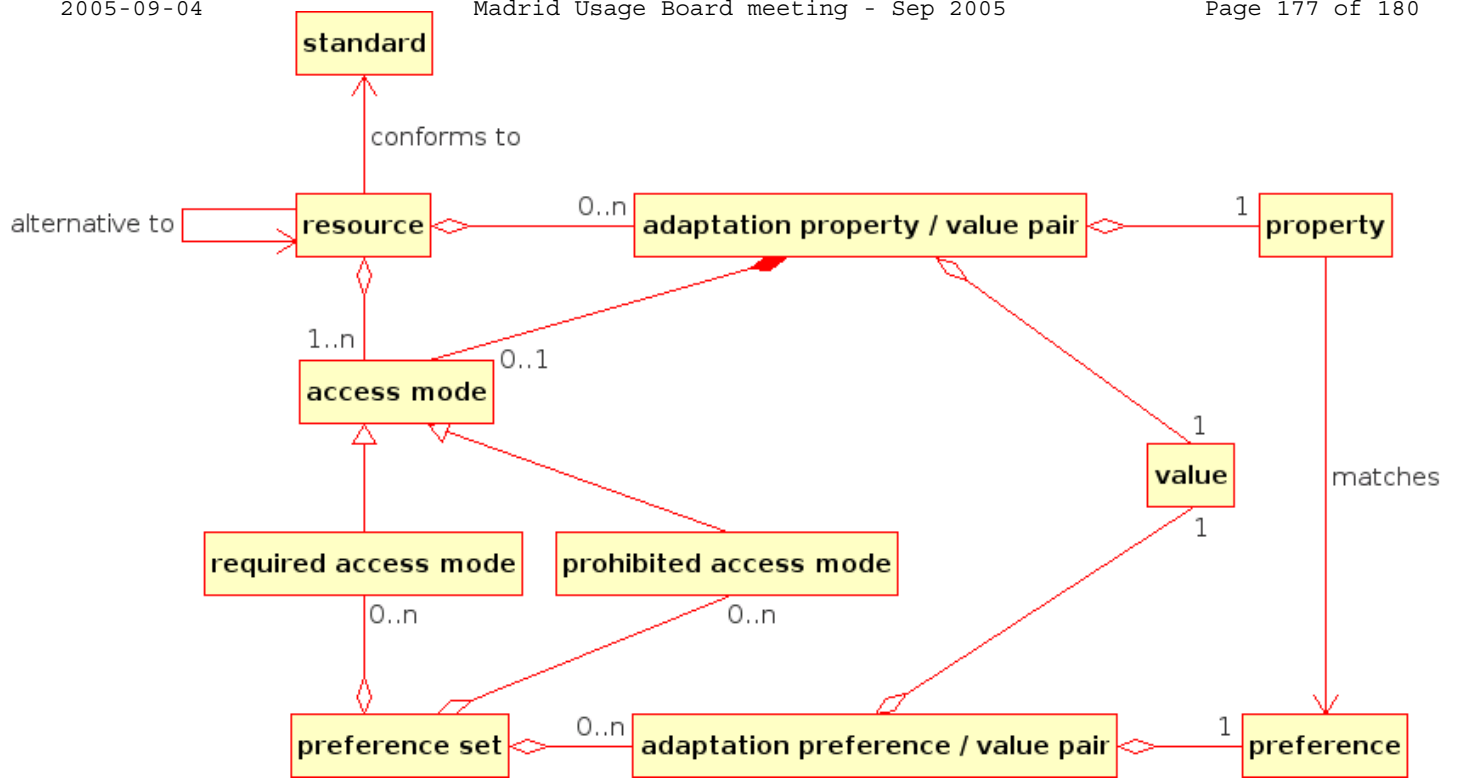 2005-09-04 Madrid Usage Board meeting - Sep 2005 Page 177 of 180
standard
conforms to
alternative to
resource
0..n
adaptation property / value pair
1
property
1..n
0..1
access mode
1
value
matches
1
required access mode
prohibited access mode
0..n
0..n
preference set
0..n
adaptation preference / value pair
1
preference